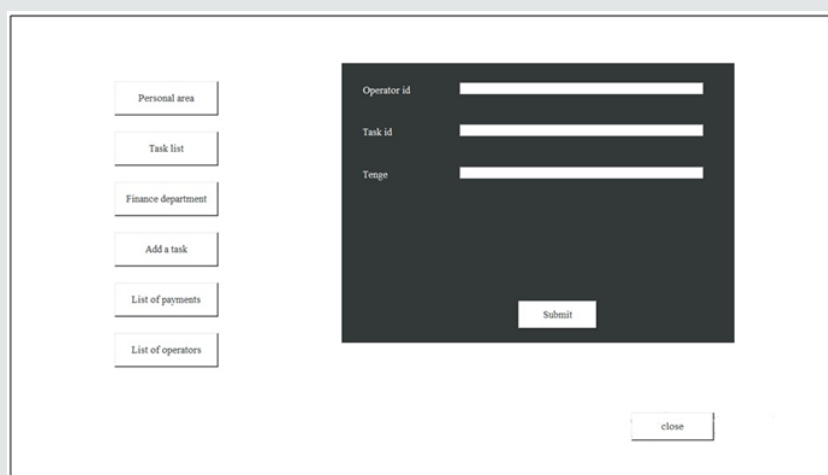 Personal area
Task list
Finance department
Add a task
List of payments
List of operators
Operator id
Task id
Tenge
Submit
close